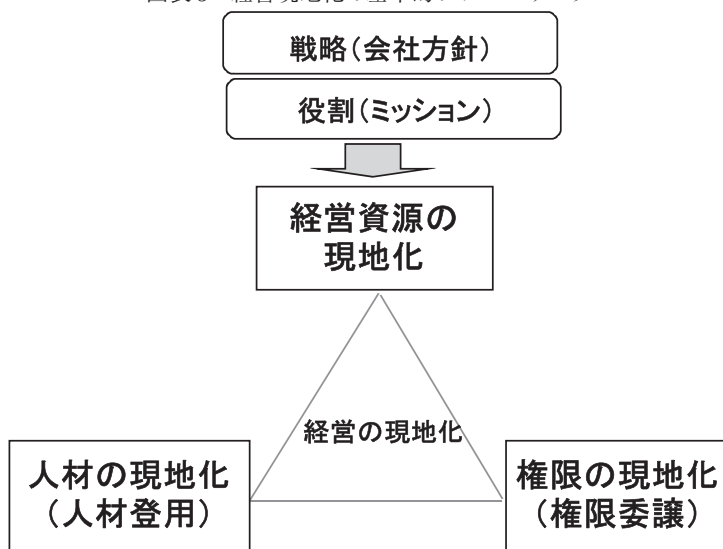 戦略(会社方針)
役割(ミッション)
経営資源の
現地化
経営の現地化
人材の現地化
(人材登用)
権限の現地化
(権限委譲)